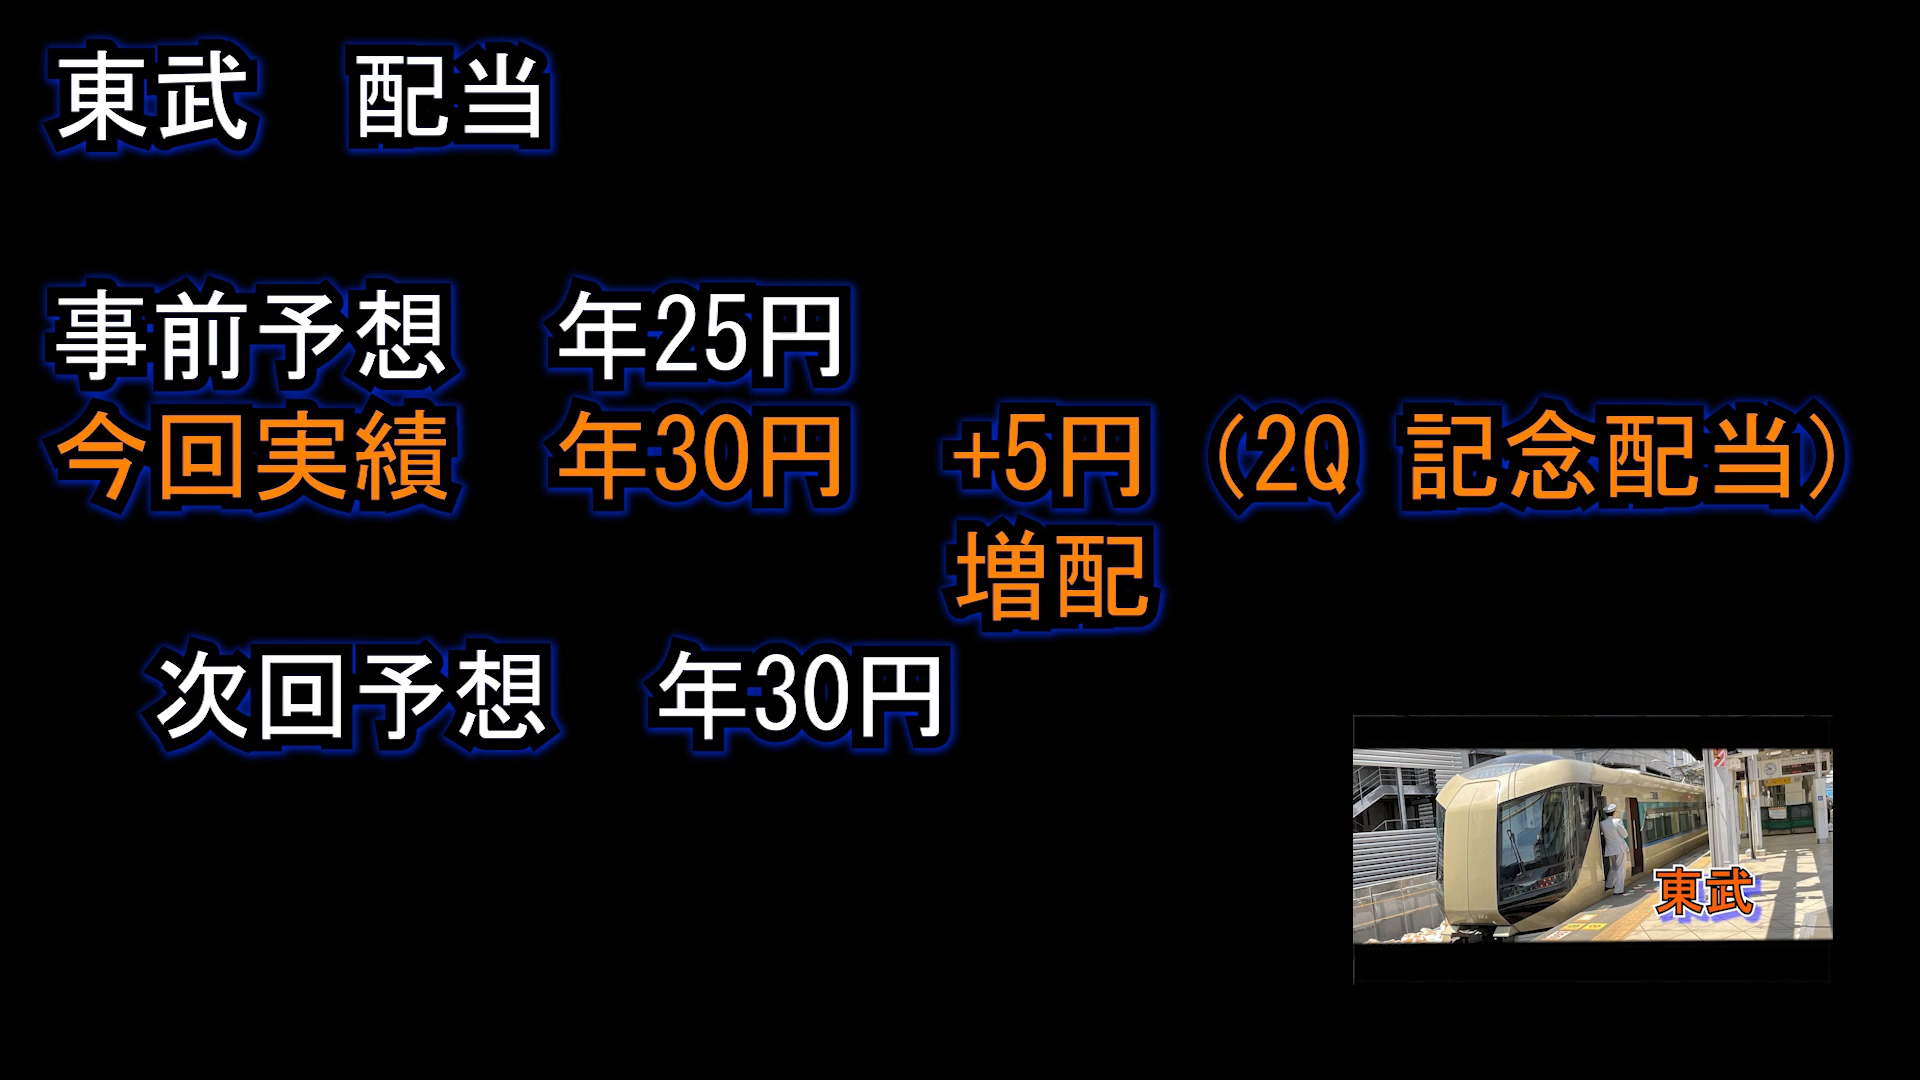 東武　配当
事前予想　年25円
今回実績　年30円　+5円（2Q 記念配当）
増配
次回予想　年30円
東武